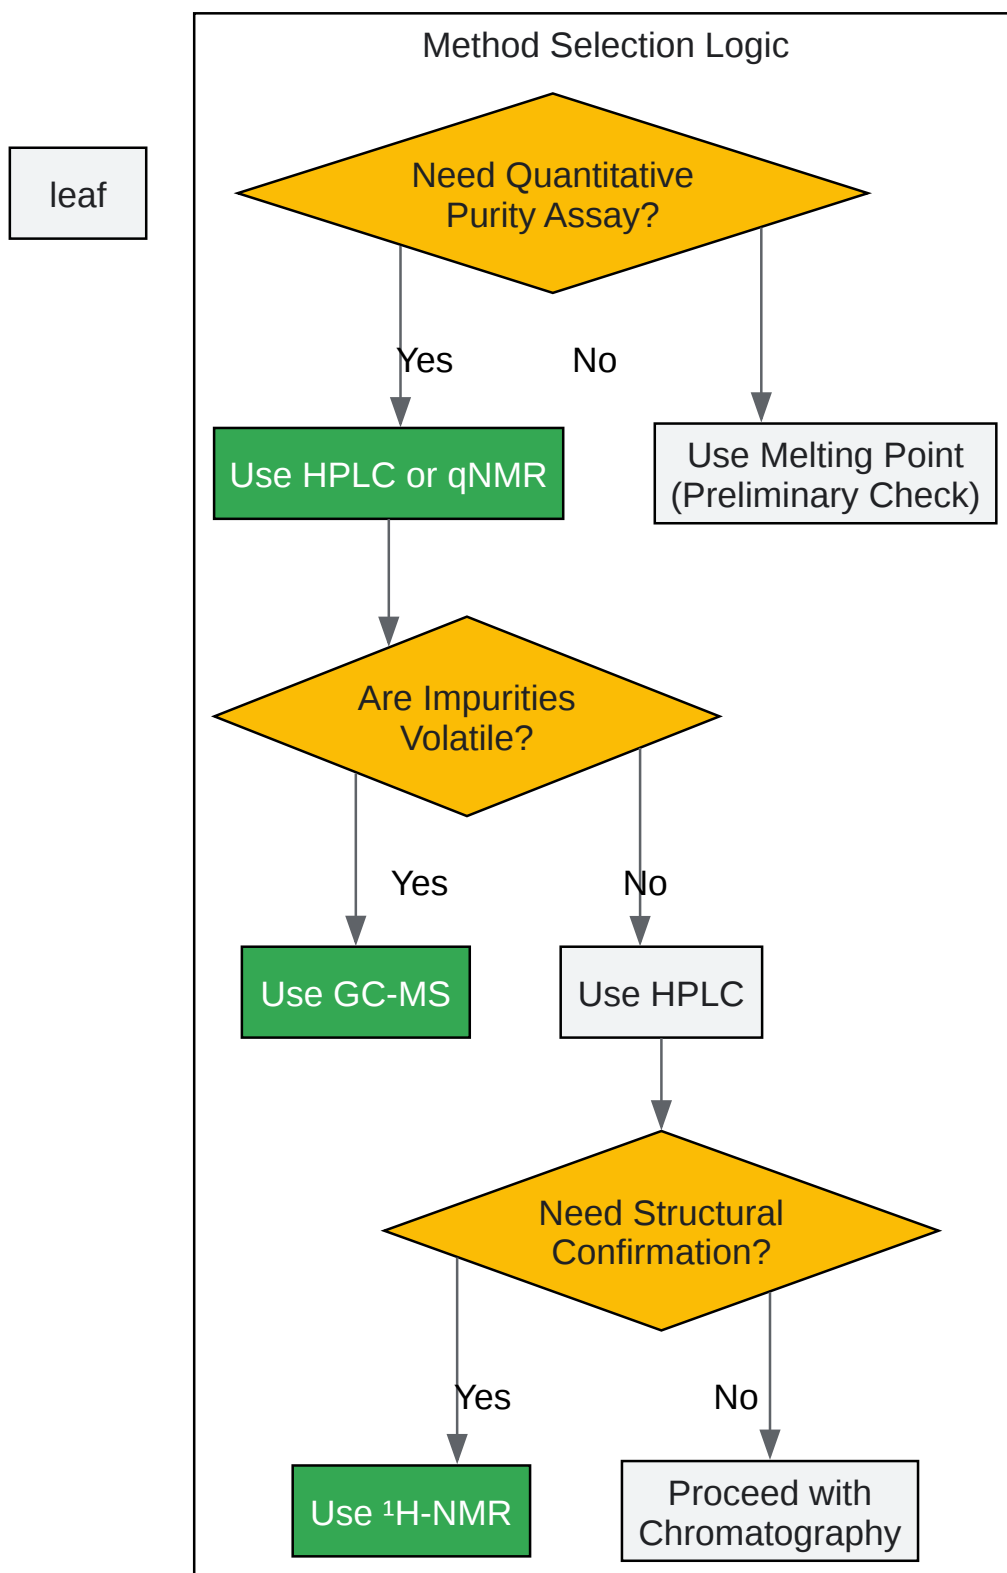 Method Selection Logic
leaf
Need Quantitative
Purity Assay?
Yes
No
Use HPLC or qNMR
Use Melting Point
(Preliminary Check)
Are Impurities
Volatile?
Yes
No
Use GC-MS
Use HPLC
Need Structural
Confirmation?
Yes
No
Use ¹H-NMR
Proceed with
Chromatography